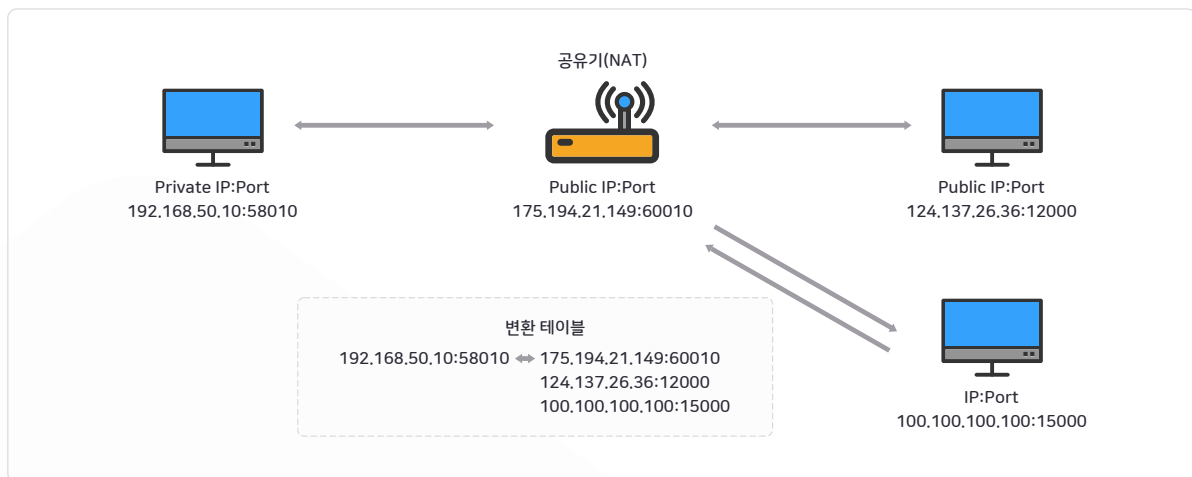 공유기(NAT)
Private IP:Port
192.168.50.10:58010
Public IP:Port
175.194.21.149:60010
Public IP:Port
124.137.26.36:12000
변환 테이블
192.168.50.10:58010 175.194.21.149:60010
124.137.26.36:12000
100.100.100.100:15000
IP:Port
100.100.100.100:15000